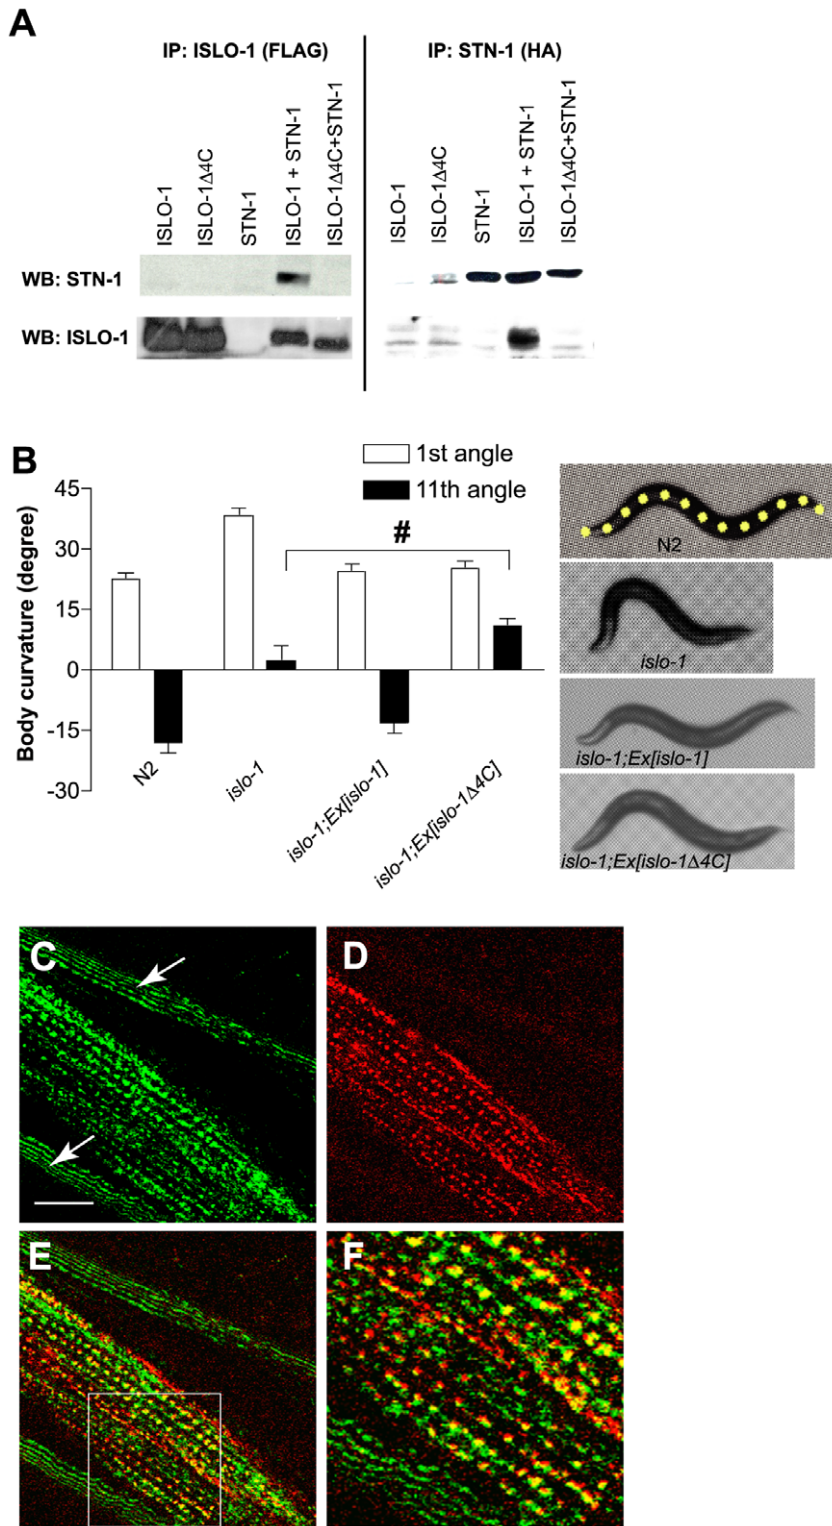 A
IP: ISLO-1 (FLAG)
IP: STN-1 (HA)
ISLO-1
ISLO-1Δ4C
STN-1
ISLO-1 + STN-1
ISLO-1Δ4C+STN-1
ISLO-1
ISLO-1Δ4C
STN-1
ISLO-1 + STN-1
ISLO-1Δ4C+STN-1
WB: STN-1
WB: ISLO-1
B
1st angle
11th angle
#
Body curvature (degree)
45
30
15
0
-15
-30
N2
islo-1
islo-1;Ex[islo-1]
islo-1;Ex[islo-1Δ4C]
N2
islo-1
islo-1;Ex[islo-1]
islo-1;Ex[islo-1Δ4C]
C
D
E
F